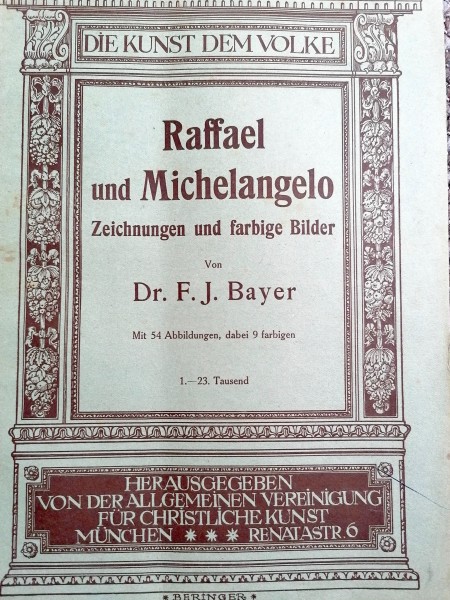 DIE KUNST DEM VOLKE
Raffael
und Michelangelo
Zeichnungen und farbige Bilder
Von
Dr. F. J. Bayer
Mit 54 Abbildungen, dabei 9 farbigen
1.—23. Tausend
HERAUSGEGEBEN
VON DER ALLGEMEINEN VEREINIGUNG
FÜR CHRISTLICHE KUNST
MÜNCHEN * * * RENATASTR. 6
* BERINGER *